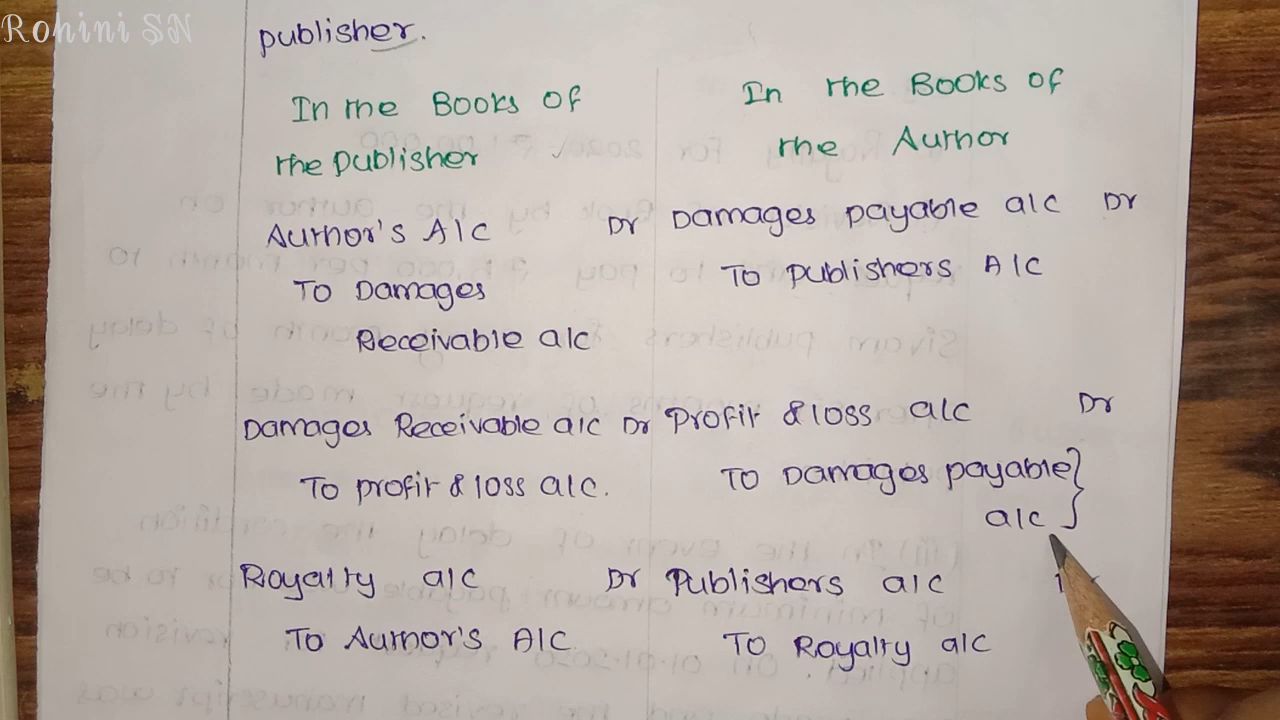 Rohini SN
publisher.
In the Books Of
the Publisher
Author's A/c Dr
To Damages
Receivable a/c
Damages Receivable a/c Dr
To profit & loss a/c.
Royalty a/c Dr
To Author's A/c
In the Books of
the Author
Damages payable a/c Dr
To publishers A/c
Profit & loss a/c Dr
To Damages payable
a/c
Publishers a/c
To Royalty a/c